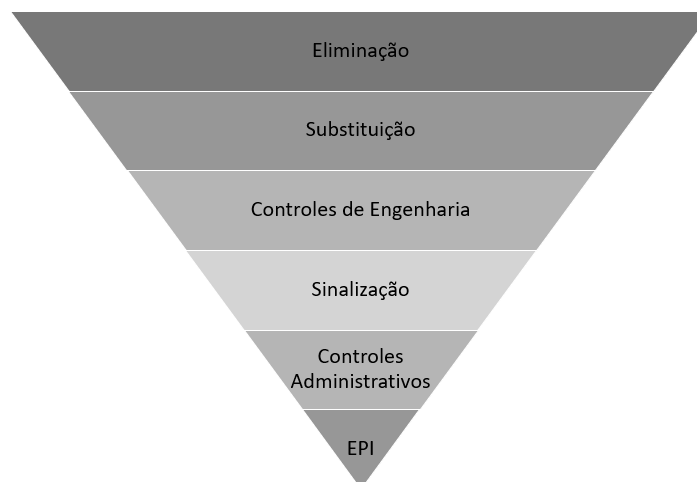 Eliminação
Substituição
Controles de Engenharia
Sinalização
Controles
Administrativos
EPI